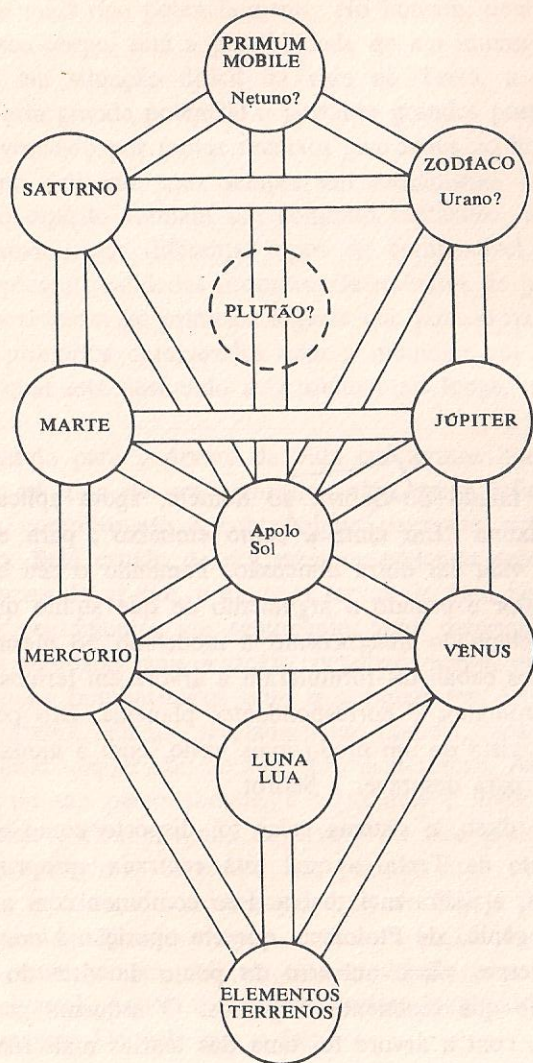 PRIMUM
MOBILE
Netuno?
SATURNO
ZODÍACO
Urano?
PLUTÃO?
MARTE
JÚPITER
Apolo
Sol
MERCÚRIO
VÊNUS
LUNA
LUA
ELEMENTOS
TERRENOS